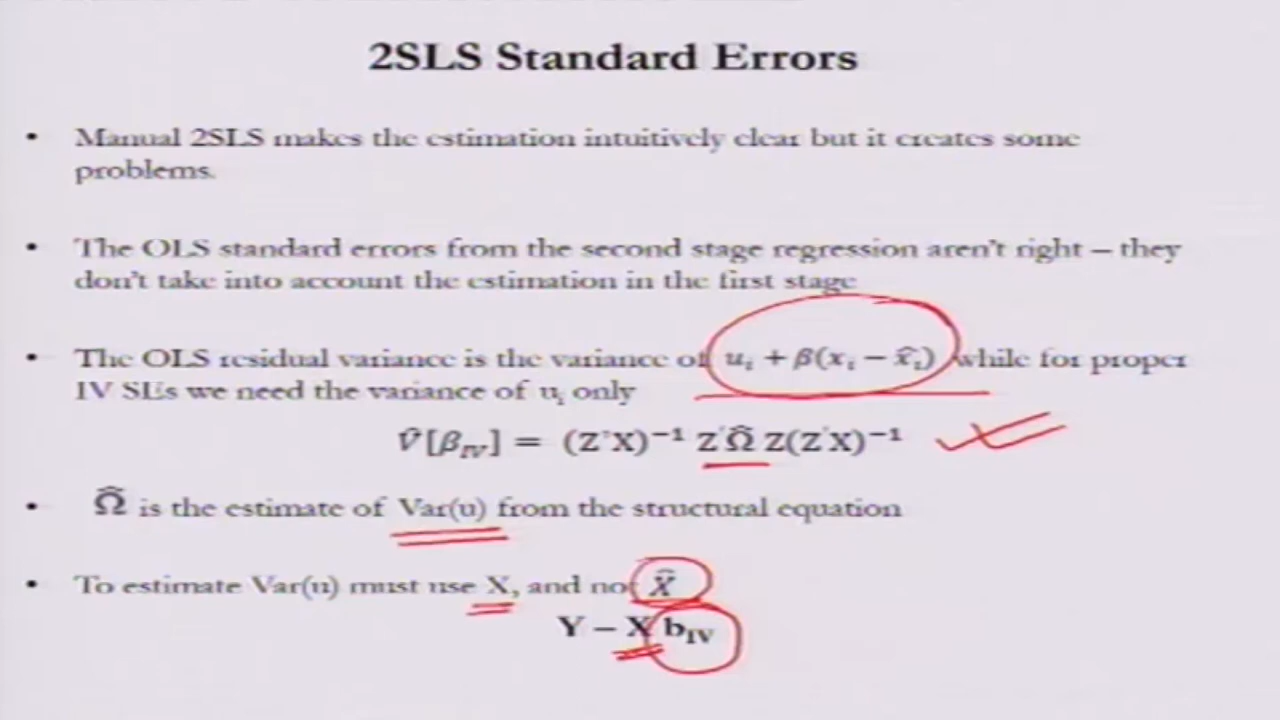 2SLS Standard Errors
• Manual 2SLS makes the estimation intuitively clear but it creates some
problems.
• The OLS standard errors from the second stage regression aren't right – they
don't take into account the estimation in the first stage
• The OLS residual variance is the variance of uᵢ + β(xᵢ − x̂ᵢ) while for proper
IV SEs we need the variance of uᵢ only
V̂[β_IV] = (Z'X)⁻¹ Z'Ω̂ Z(Z'X)⁻¹
• Ω̂ is the estimate of Var(u) from the structural equation
• To estimate Var(u) must use X, and not X̂
Y – X b_IV